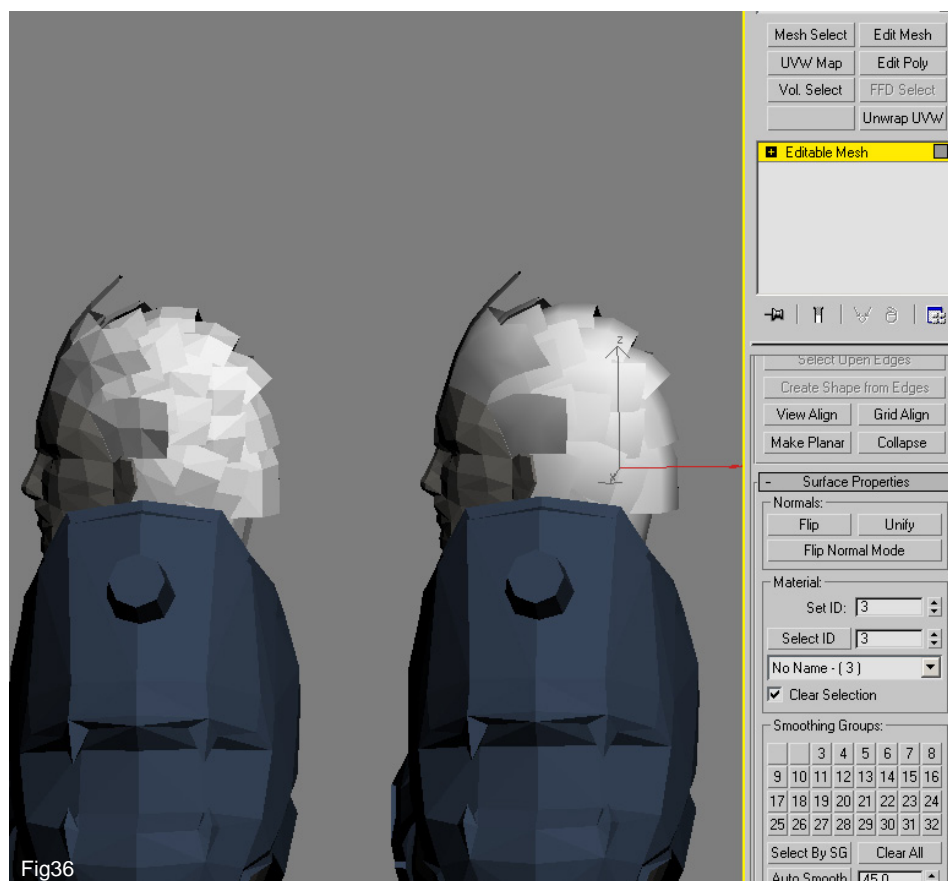 Mesh Select Edit Mesh
UVW Map Edit Poly
Vol. Select FFD Select
Unwrap UVW
+ Editable Mesh
z
x
Select Open Edges
Create Shape from Edges
View Align Grid Align
Make Planar Collapse
- Surface Properties
Normals:
Flip Unify
Flip Normal Mode
Material:
Set ID: 3
Select ID 3
No Name - ( 3 )
Clear Selection
Smoothing Groups:
3 4 5 6 7 8
9 10 11 12 13 14 15 16
17 18 19 20 21 22 23 24
25 26 27 28 29 30 31 32
Select By SG Clear All
Auto Smooth 45.0
Fig36